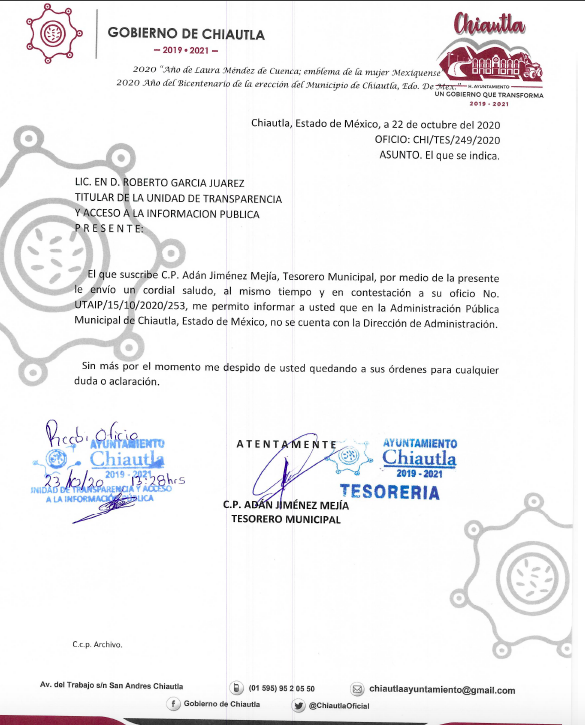 GOBIERNO DE CHIAUTLA
— 2019 • 2021 —
Chiautla
H. AYUNTAMIENTO
UN GOBIERNO QUE TRANSFORMA
2019 - 2021
2020 "Año de Laura Méndez de Cuenca; emblema de la mujer Mexiquense
2020 Año del Bicentenario de la erección del Municipio de Chiautla, Edo. De Mex."
Chiautla, Estado de México, a 22 de octubre del 2020
OFICIO: CHI/TES/249/2020
ASUNTO. El que se indica.
LIC. EN D. ROBERTO GARCIA JUAREZ
TITULAR DE LA UNIDAD DE TRANSPARENCIA
Y ACCESO A LA INFORMACION PUBLICA
P R E S E N T E:
El que suscribe C.P. Adán Jiménez Mejía, Tesorero Municipal, por medio de la presente
le envío un cordial saludo, al mismo tiempo y en contestación a su oficio No.
UTAIP/15/10/2020/253, me permito informar a usted que en la Administración Pública
Municipal de Chiautla, Estado de México, no se cuenta con la Dirección de Administración.
Sin más por el momento me despido de usted quedando a sus órdenes para cualquier
duda o aclaración.
Recibi Oficio
AYUNTAMIENTO
Chiautla
2019 - 2021
23/10/20 13:28hrs
UNIDAD DE TRANSPARENCIA Y ACCESO
A LA INFORMACIÓN PÚBLICA
A T E N T A M E N T E
AYUNTAMIENTO
Chiautla
2019 - 2021
TESORERIA
C.P. ADÁN JIMÉNEZ MEJÍA
TESORERO MUNICIPAL
C.c.p. Archivo.
Av. del Trabajo s/n San Andres Chiautla
(01 595) 95 2 05 50
chiautlaayuntamiento@gmail.com
Gobierno de Chiautla
@ChiautlaOficial